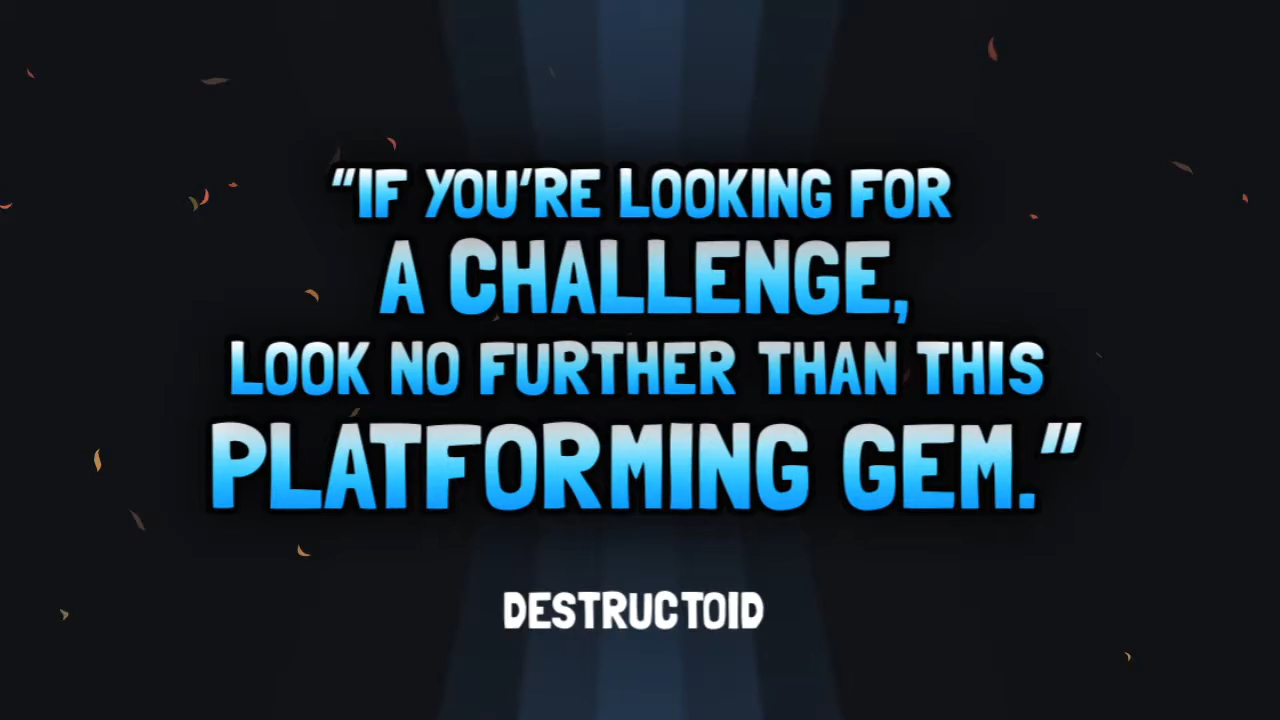 “IF YOU’RE LOOKING FOR
A CHALLENGE,
LOOK NO FURTHER THAN THIS
PLATFORMING GEM.”
DESTRUCTOID